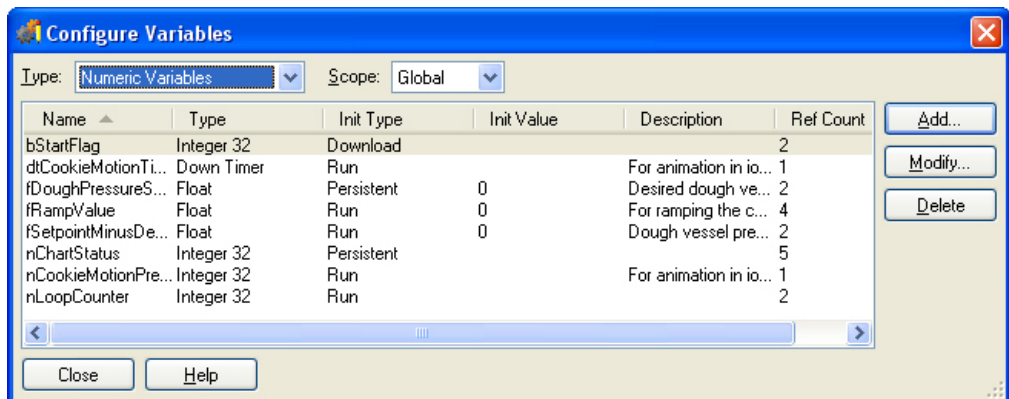 Configure Variables
Type: Numeric Variables Scope: Global
Name Type Init Type Init Value Description Ref Count
bStartFlag Integer 32 Download 2
dtCookieMotionTi... Down Timer Run For animation in io... 1
fDoughPressureS... Float Persistent 0 Desired dough ve... 2
fRampValue Float Run 0 For ramping the c... 4
fSetpointMinusDe... Float Run 0 Dough vessel pre... 2
nChartStatus Integer 32 Persistent 5
nCookieMotionPre... Integer 32 Run For animation in io... 1
nLoopCounter Integer 32 Run 2
Add...
Modify...
Delete
Close Help